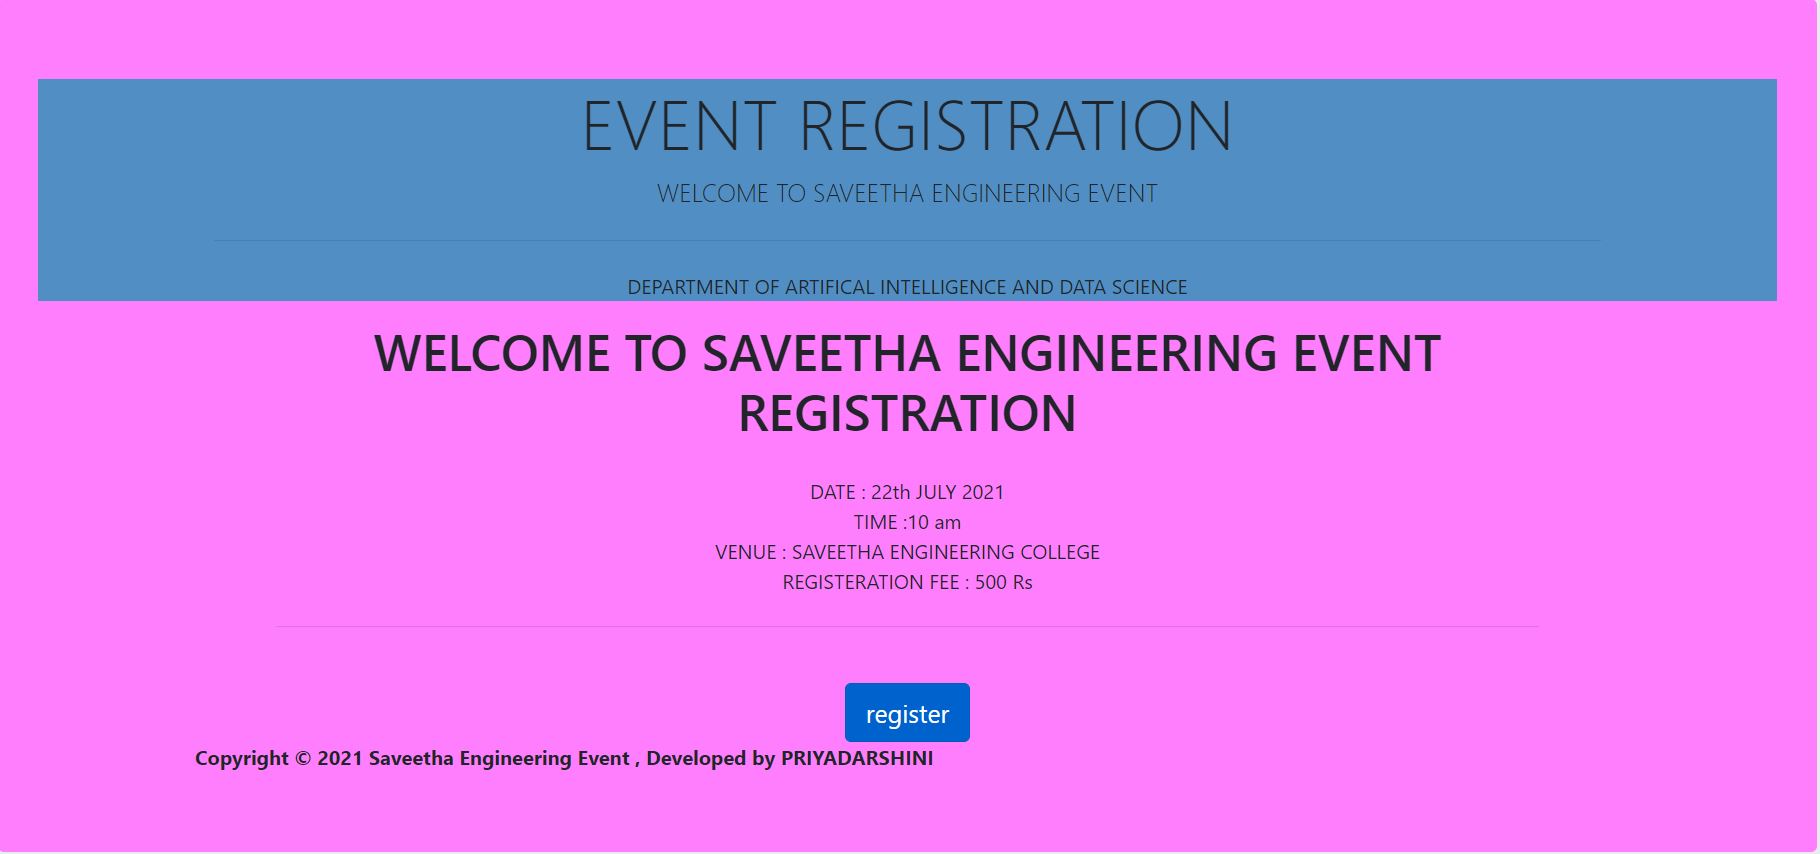 EVENT REGISTRATION
WELCOME TO SAVEETHA ENGINEERING EVENT
DEPARTMENT OF ARTIFICAL INTELLIGENCE AND DATA SCIENCE
WELCOME TO SAVEETHA ENGINEERING EVENT
REGISTRATION
DATE : 22th JULY 2021
TIME :10 am
VENUE : SAVEETHA ENGINEERING COLLEGE
REGISTERATION FEE : 500 Rs
register
Copyright © 2021 Saveetha Engineering Event , Developed by PRIYADARSHINI